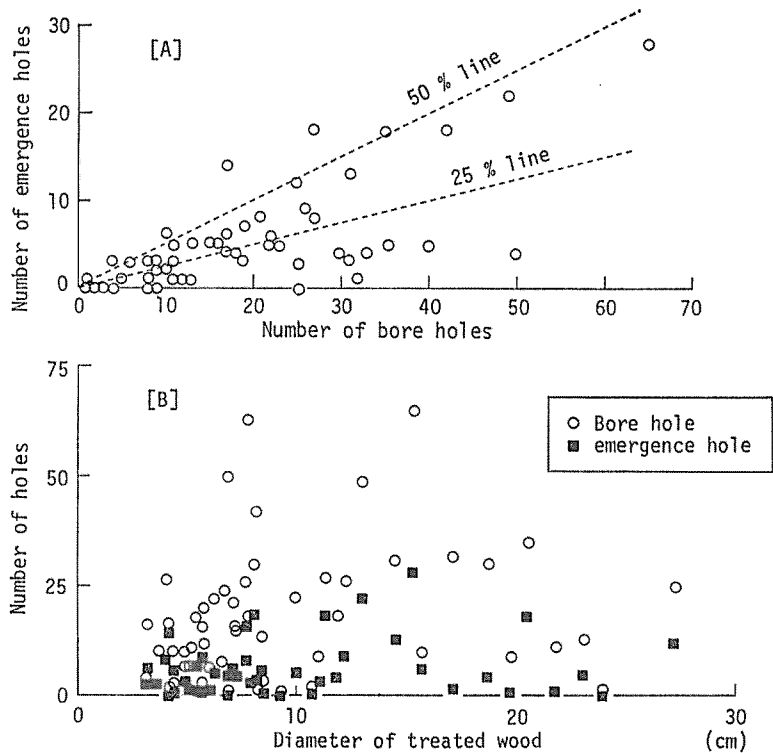 [A]
Number of emergence holes
30
20
10
0
50 % line
25 % line
0 10 20 30 40 50 60 70
Number of bore holes
[B]
Number of holes
75
50
25
0
Bore hole
emergence hole
0 10 20 30
Diameter of treated wood (cm)